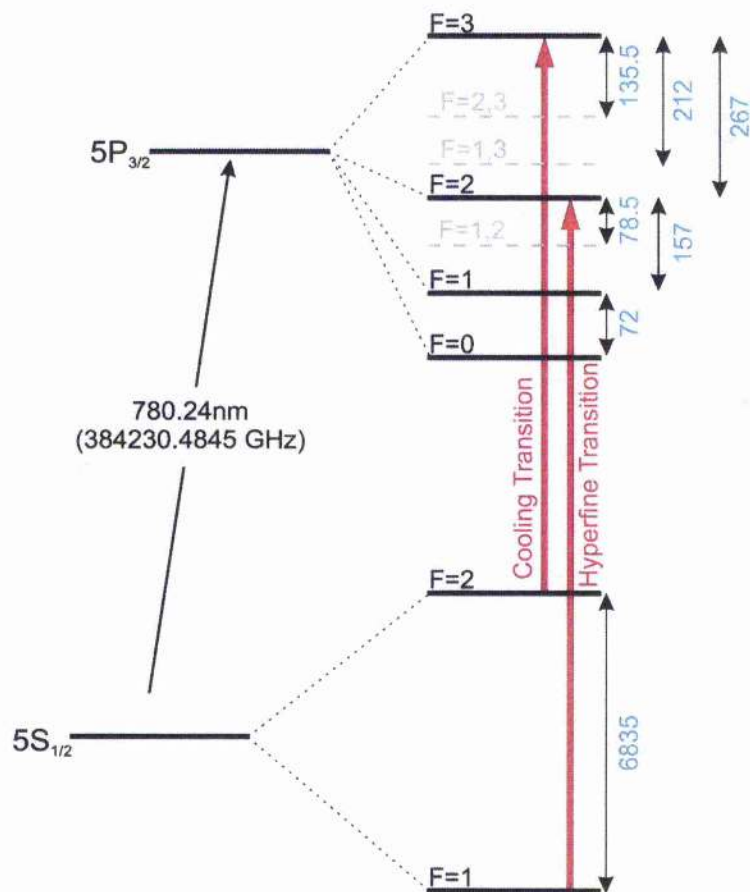 F=3
135.5
212
267
F=2,3
5P3/2
F=1,3
F=2
78.5
157
F=1,2
F=1
72
F=0
780.24nm
(384230.4845 GHz)
Cooling Transition
Hyperfine Transition
F=2
5S1/2
6835
F=1